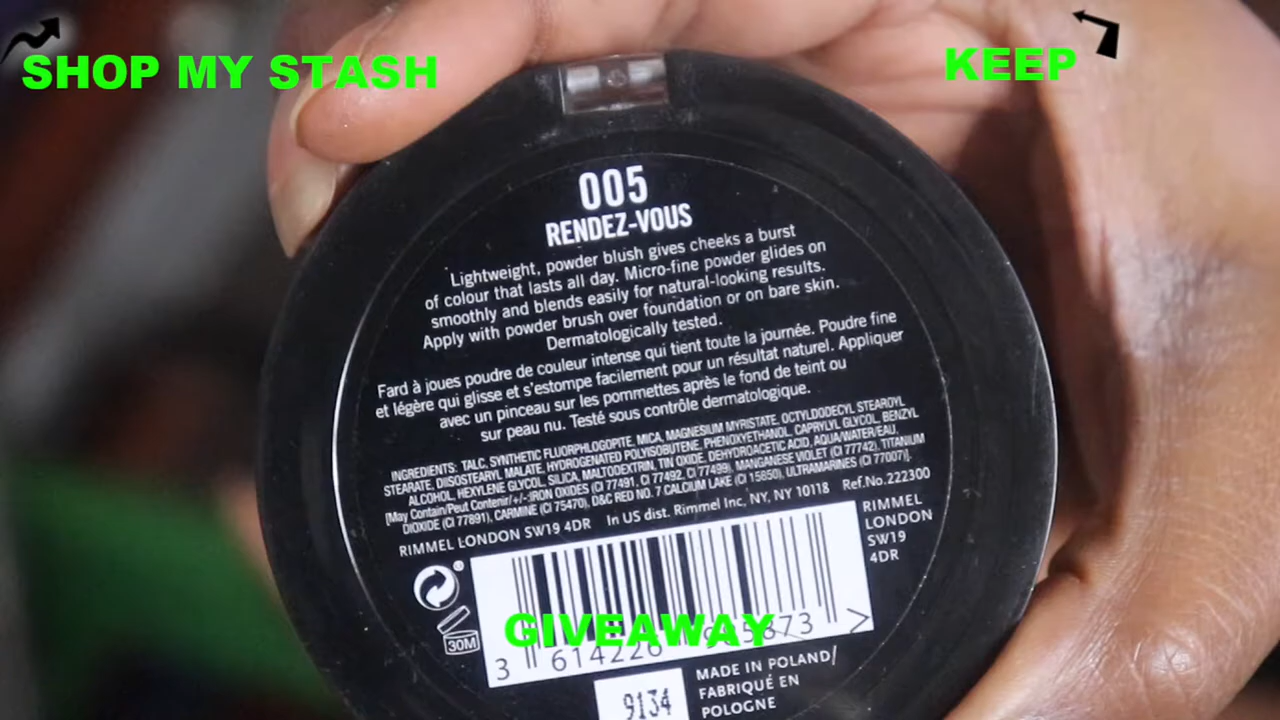 SHOP MY STASH
KEEP
005
RENDEZ-VOUS
Lightweight, powder blush gives cheeks a burst
of colour that lasts all day. Micro-fine powder glides on
smoothly and blends easily for natural-looking results.
Apply with powder brush over foundation or on bare skin.
Dermatologically tested.
Fard à joues poudre de couleur intense qui tient toute la journée. Poudre fine
et légère qui glisse et s'estompe facilement pour un résultat naturel. Appliquer
avec un pinceau sur les pommettes après le fond de teint ou
sur peau nu. Testé sous contrôle dermatologique.
INGREDIENTS: TALC, SYNTHETIC FLUORPHLOGOPITE, MICA, MAGNESIUM MYRISTATE, OCTYLDODECYL STEAROYL
STEARATE, DIISOSTEARYL MALATE, HYDROGENATED POLYISOBUTENE, PHENOXYETHANOL, CAPRYLYL GLYCOL, BENZYL
ALCOHOL, HEXYLENE GLYCOL, SILICA, MALTODEXTRIN, TIN OXIDE, DEHYDROACETIC ACID, AQUA/WATER/EAU,
[May Contain/Peut Contenir/+/-:IRON OXIDES (CI 77491, CI 77492, CI 77499), MANGANESE VIOLET (CI 77742), TITANIUM
DIOXIDE (CI 77891), CARMINE (CI 75470), D&C RED NO. 7 CALCIUM LAKE (CI 15850), ULTRAMARINES (CI 77007)].
RIMMEL LONDON SW19 4DR In US dist. Rimmel Inc, NY, NY 10118 Ref.No.222300
RIMMEL
LONDON
SW19
4DR
30M
GIVEAWAY
3 614226
9134
MADE IN POLAND/
FABRIQUÉ EN
POLOGNE